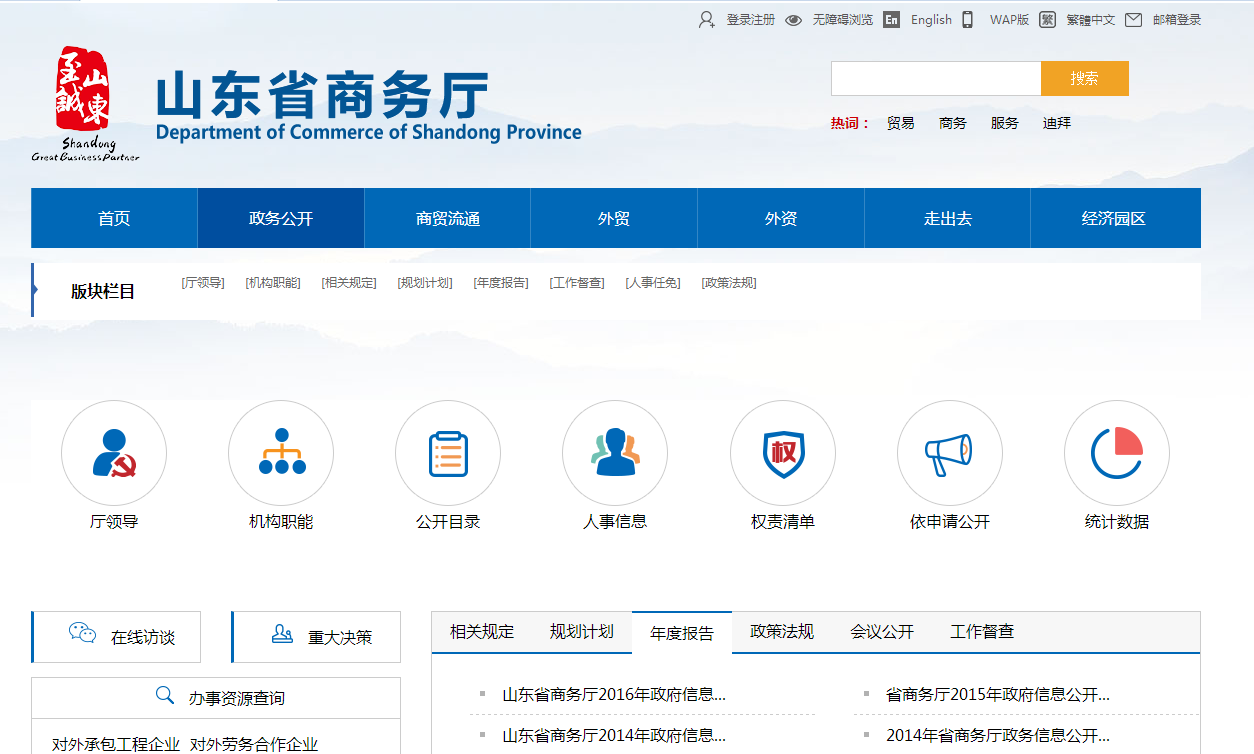 登录注册 无障碍浏览 En English WAP版 繁 繁體中文 邮箱登录
山東
至誠
Shandong
Great Business Partner
山东省商务厅
Department of Commerce of Shandong Province
搜索
热词： 贸易 商务 服务 迪拜
首页 政务公开 商贸流通 外贸 外资 走出去 经济园区
版块栏目 [厅领导] [机构职能] [相关规定] [规划计划] [年度报告] [工作督查] [人事任免] [政策法规]
权
厅领导 机构职能 公开目录 人事信息 权责清单 依申请公开 统计数据
在线访谈 重大决策
办事资源查询
对外承包工程企业 对外劳务合作企业
相关规定 规划计划 年度报告 政策法规 会议公开 工作督查
山东省商务厅2016年政府信息... 省商务厅2015年政府信息公开...
山东省商务厅2014年政府信息... 2014年省商务厅政务信息公开...